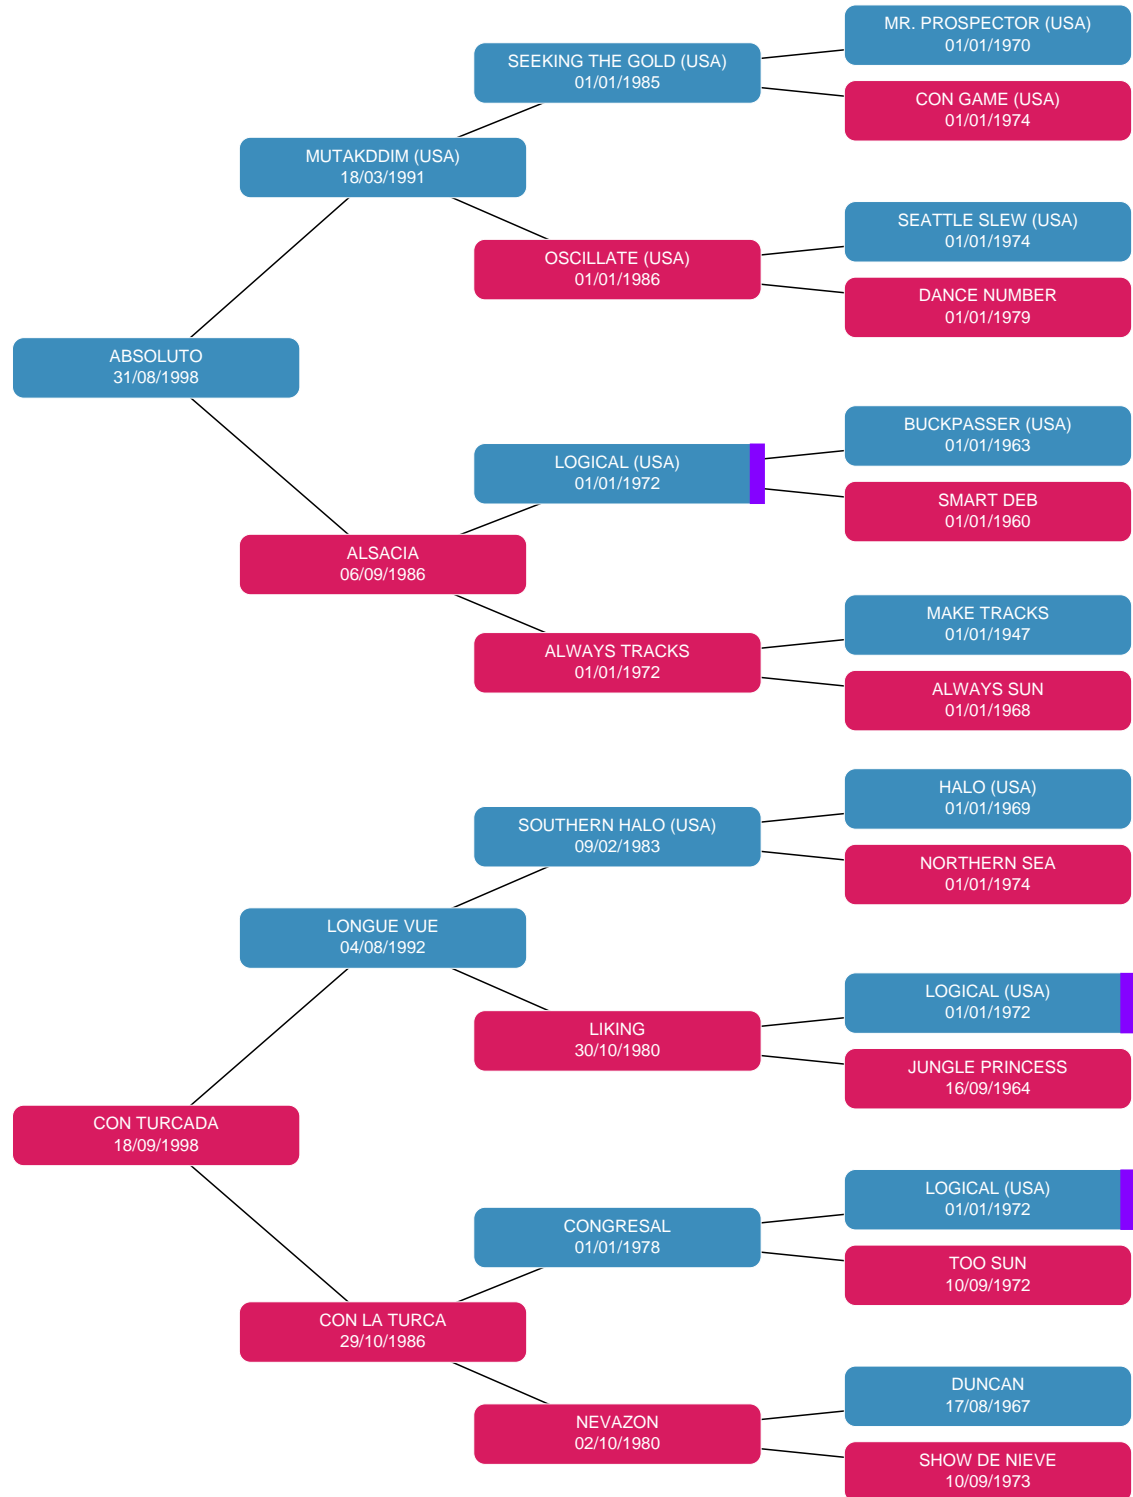 MR. PROSPECTOR (USA)
01/01/1970
SEEKING THE GOLD (USA)
01/01/1985
CON GAME (USA)
01/01/1974
MUTAKDDIM (USA)
18/03/1991
SEATTLE SLEW (USA)
01/01/1974
OSCILLATE (USA)
01/01/1986
DANCE NUMBER
01/01/1979
ABSOLUTO
31/08/1998
BUCKPASSER (USA)
01/01/1963
LOGICAL (USA)
01/01/1972
SMART DEB
01/01/1960
ALSACIA
06/09/1986
MAKE TRACKS
01/01/1947
ALWAYS TRACKS
01/01/1972
ALWAYS SUN
01/01/1968
HALO (USA)
01/01/1969
SOUTHERN HALO (USA)
09/02/1983
NORTHERN SEA
01/01/1974
LONGUE VUE
04/08/1992
LOGICAL (USA)
01/01/1972
LIKING
30/10/1980
JUNGLE PRINCESS
16/09/1964
CON TURCADA
18/09/1998
LOGICAL (USA)
01/01/1972
CONGRESAL
01/01/1978
TOO SUN
10/09/1972
CON LA TURCA
29/10/1986
DUNCAN
17/08/1967
NEVAZON
02/10/1980
SHOW DE NIEVE
10/09/1973